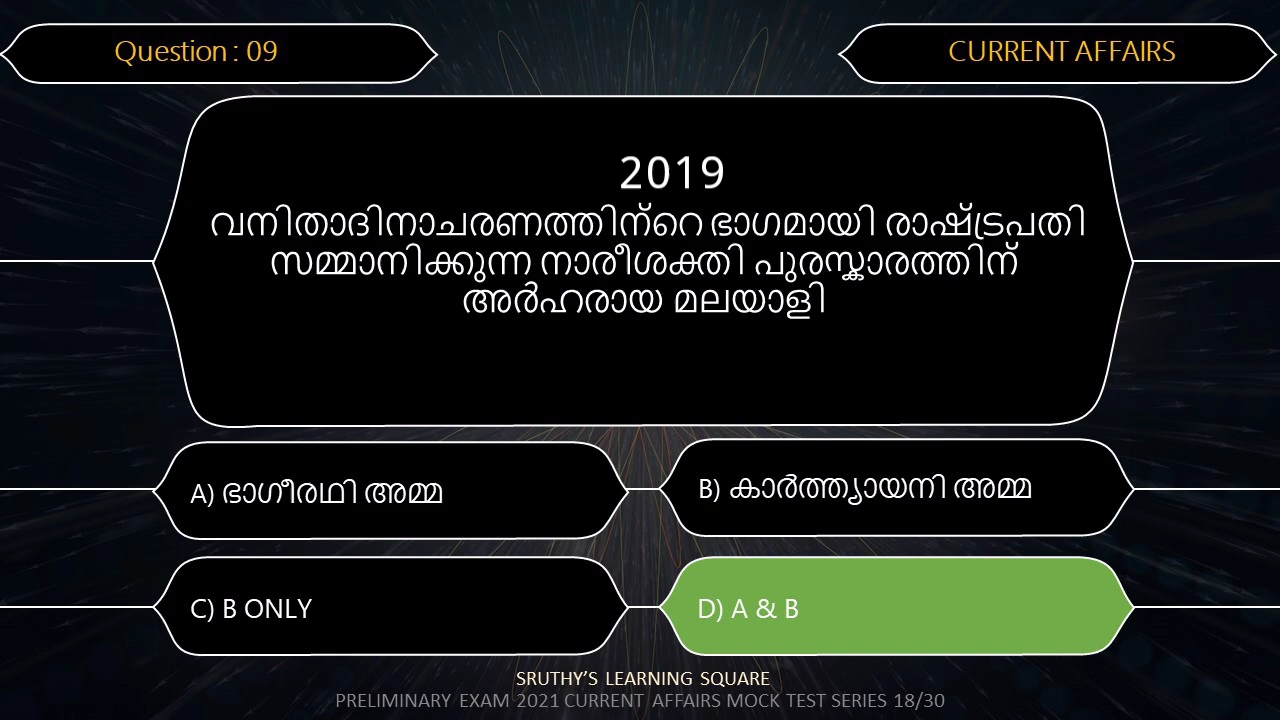 Question : 09
CURRENT AFFAIRS
2019
വനിതാദിനാചരണത്തിന്റെ ഭാഗമായി രാഷ്ട്രപതി
സമ്മാനിക്കുന്ന നാരീശക്തി പുരസ്കാരത്തിന്
അർഹരായ മലയാളി
A) ഭാഗീരഥി അമ്മ
B) കാർത്ത്യായനി അമ്മ
C) B ONLY
D) A & B
SRUTHY’S LEARNING SQUARE
PRELIMINARY EXAM 2021 CURRENT AFFAIRS MOCK TEST SERIES 18/30